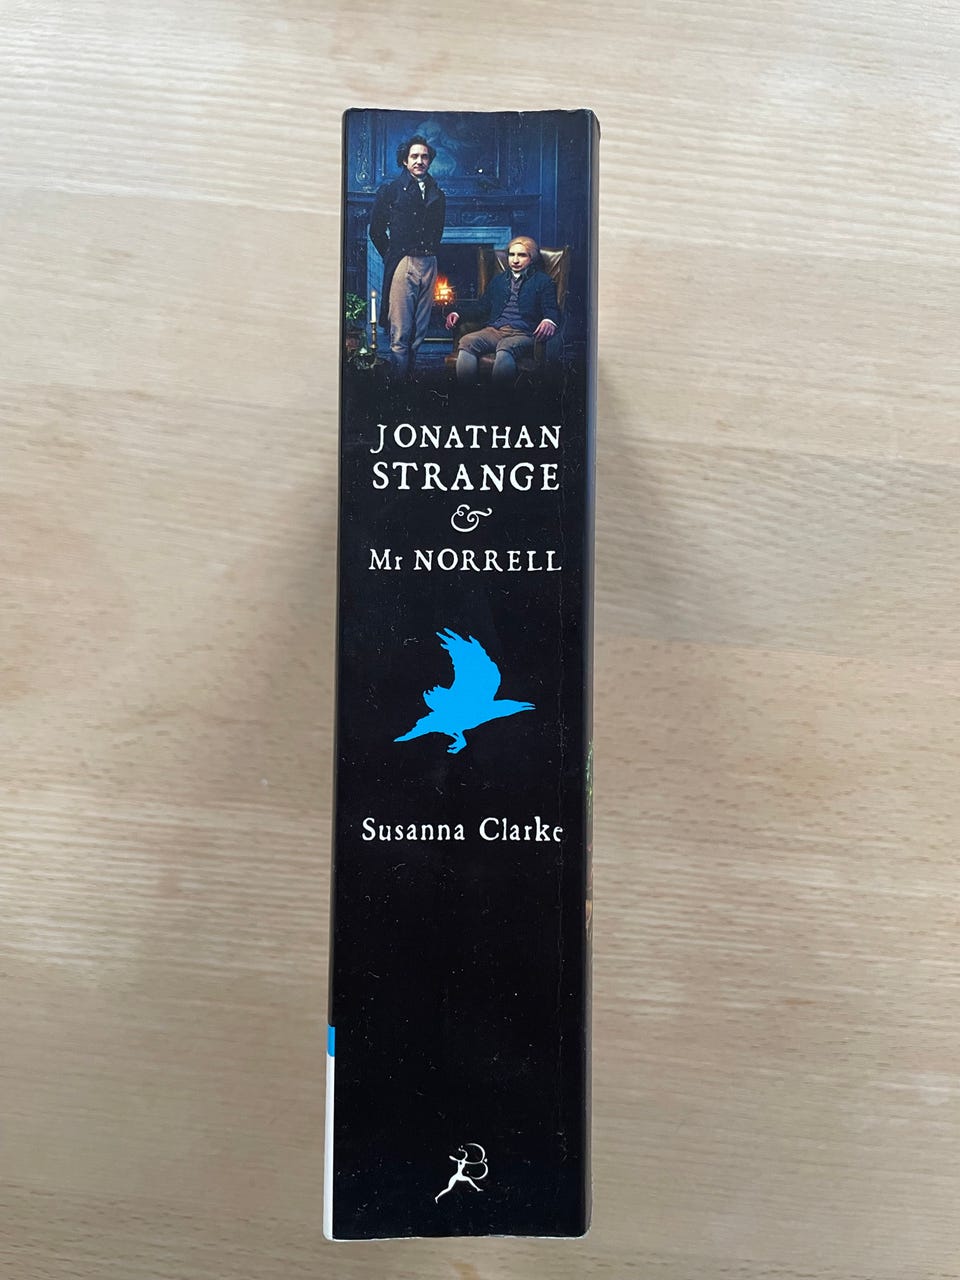 JONATHAN
STRANGE
&
Mr NORRELL
Susanna Clarke
B